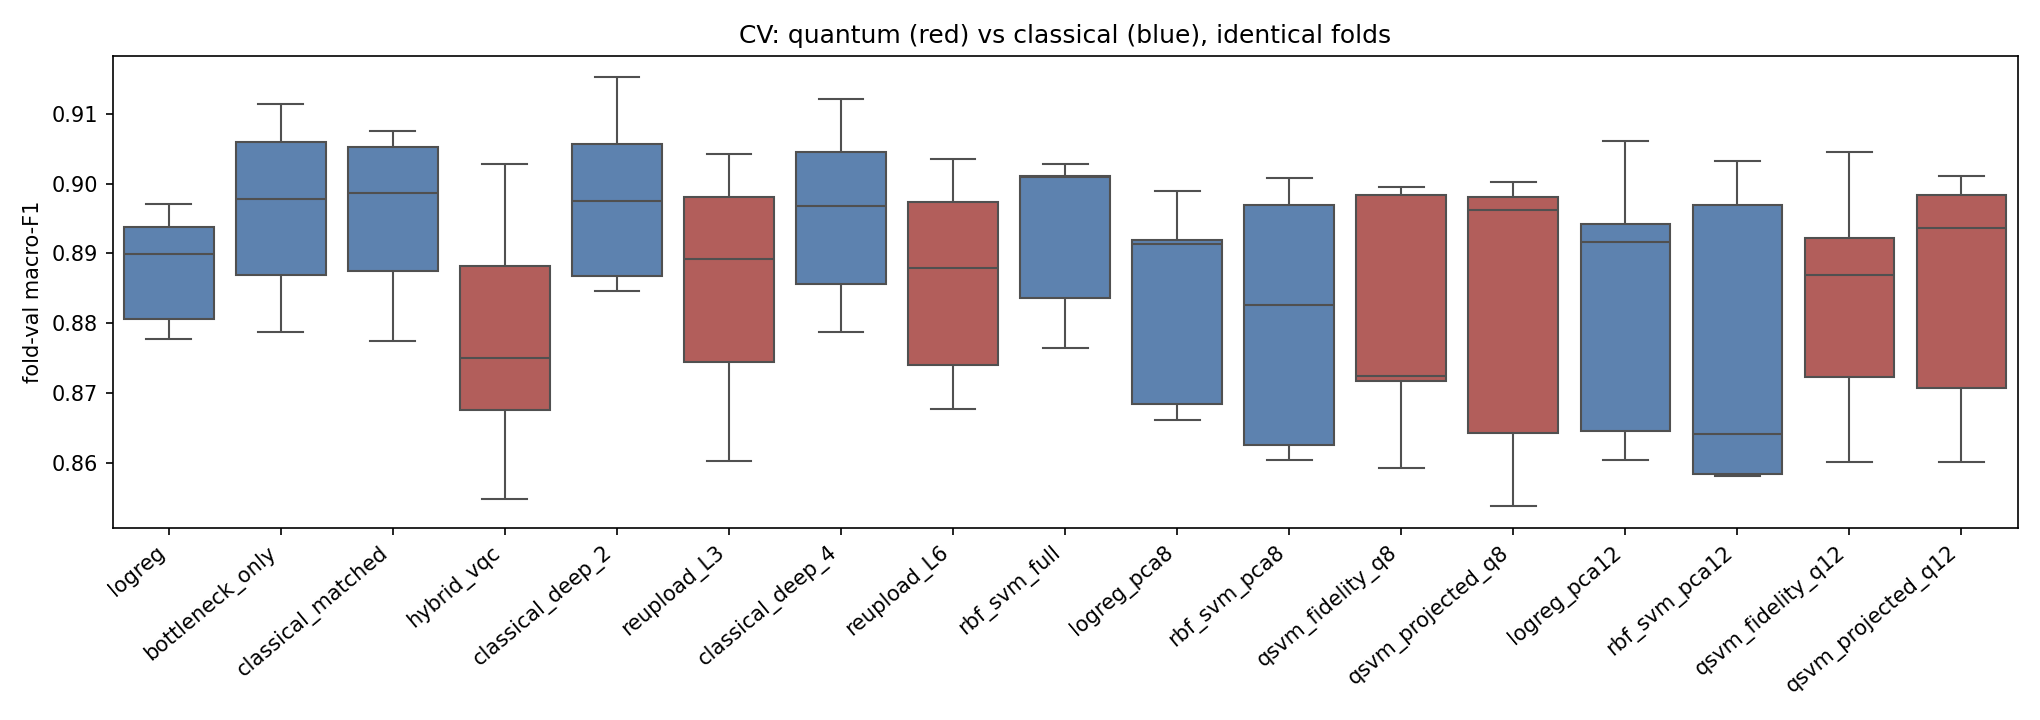 CV: quantum (red) vs classical (blue), identical folds
fold-val macro-F1
0.91
0.90
0.89
0.88
0.87
0.86
logreg
bottleneck_only
classical_matched
hybrid_vqc
classical_deep_2
reupload_L3
classical_deep_4
reupload_L6
rbf_svm_full
logreg_pca8
rbf_svm_pca8
qsvm_fidelity_q8
qsvm_projected_q8
logreg_pca12
rbf_svm_pca12
qsvm_fidelity_q12
qsvm_projected_q12